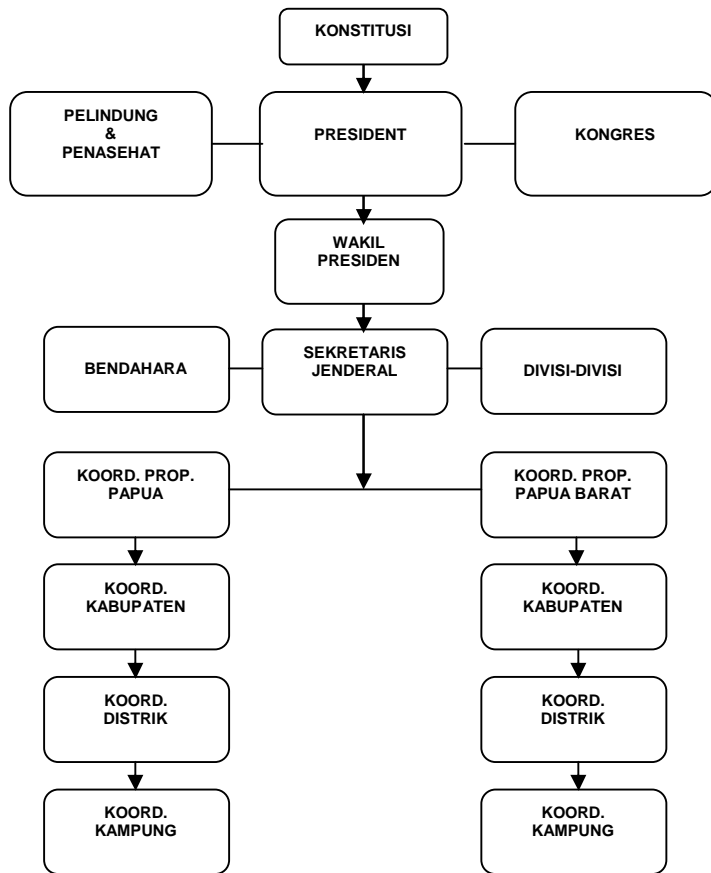 KONSTITUSI
PELINDUNG
&
PENASEHAT
PRESIDENT
KONGRES
WAKIL
PRESIDEN
BENDAHARA
SEKRETARIS
JENDERAL
DIVISI-DIVISI
KOORD. PROP.
PAPUA
KOORD. PROP.
PAPUA BARAT
KOORD.
KABUPATEN
KOORD.
KABUPATEN
KOORD.
DISTRIK
KOORD.
DISTRIK
KOORD.
KAMPUNG
KOORD.
KAMPUNG